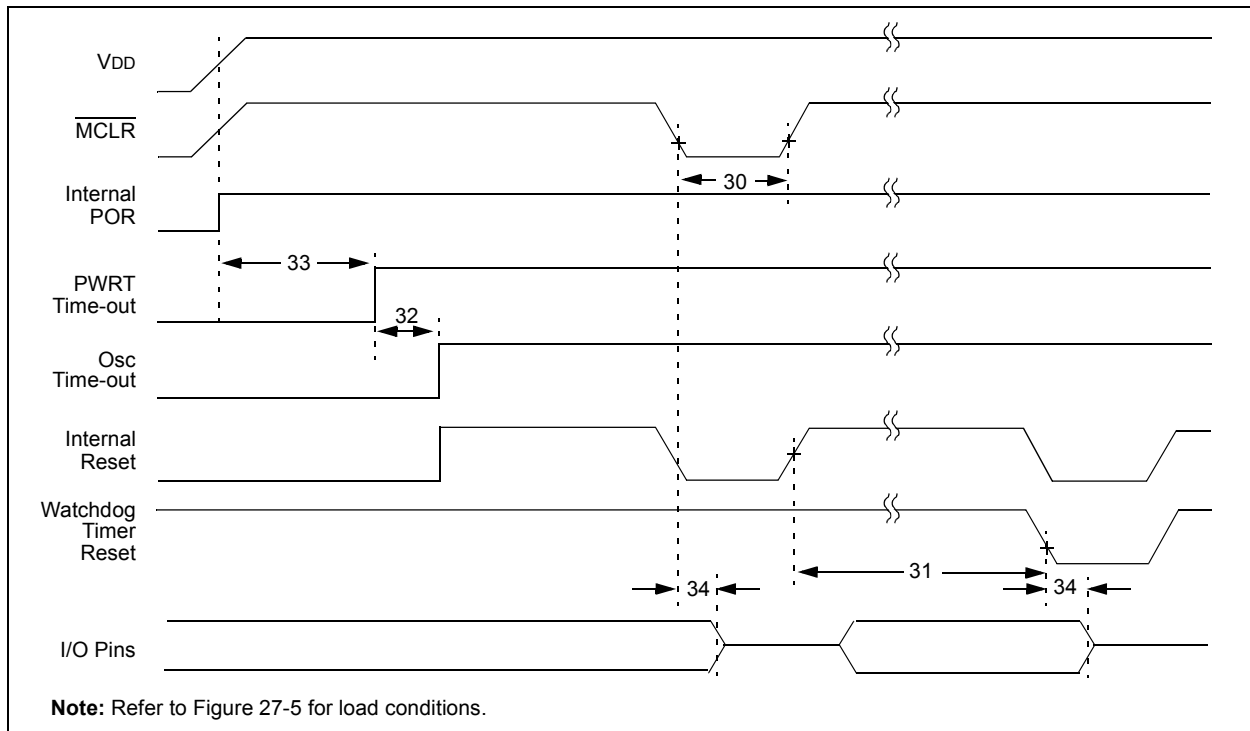 VDD
MCLR
30
Internal
POR
33
PWRT
Time-out
32
Osc
Time-out
Internal
Reset
Watchdog
Timer
Reset
31
34
34
I/O Pins
Note: Refer to Figure 27-5 for load conditions.